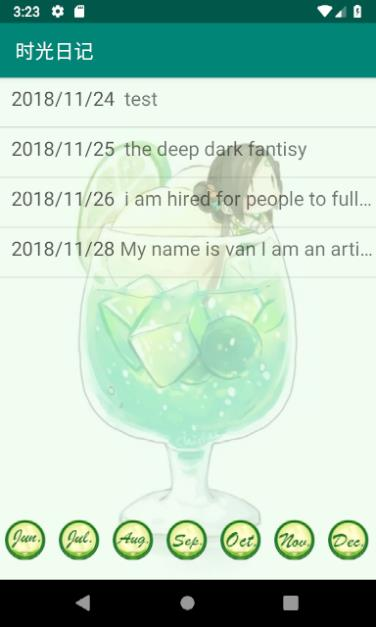 3:23
时光日记
2018/11/24 test
2018/11/25 the deep dark fantisy
2018/11/26 i am hired for people to full...
2018/11/28 My name is van I am an arti...
Jun. Jul. Aug. Sep. Oct. Nov. Dec.